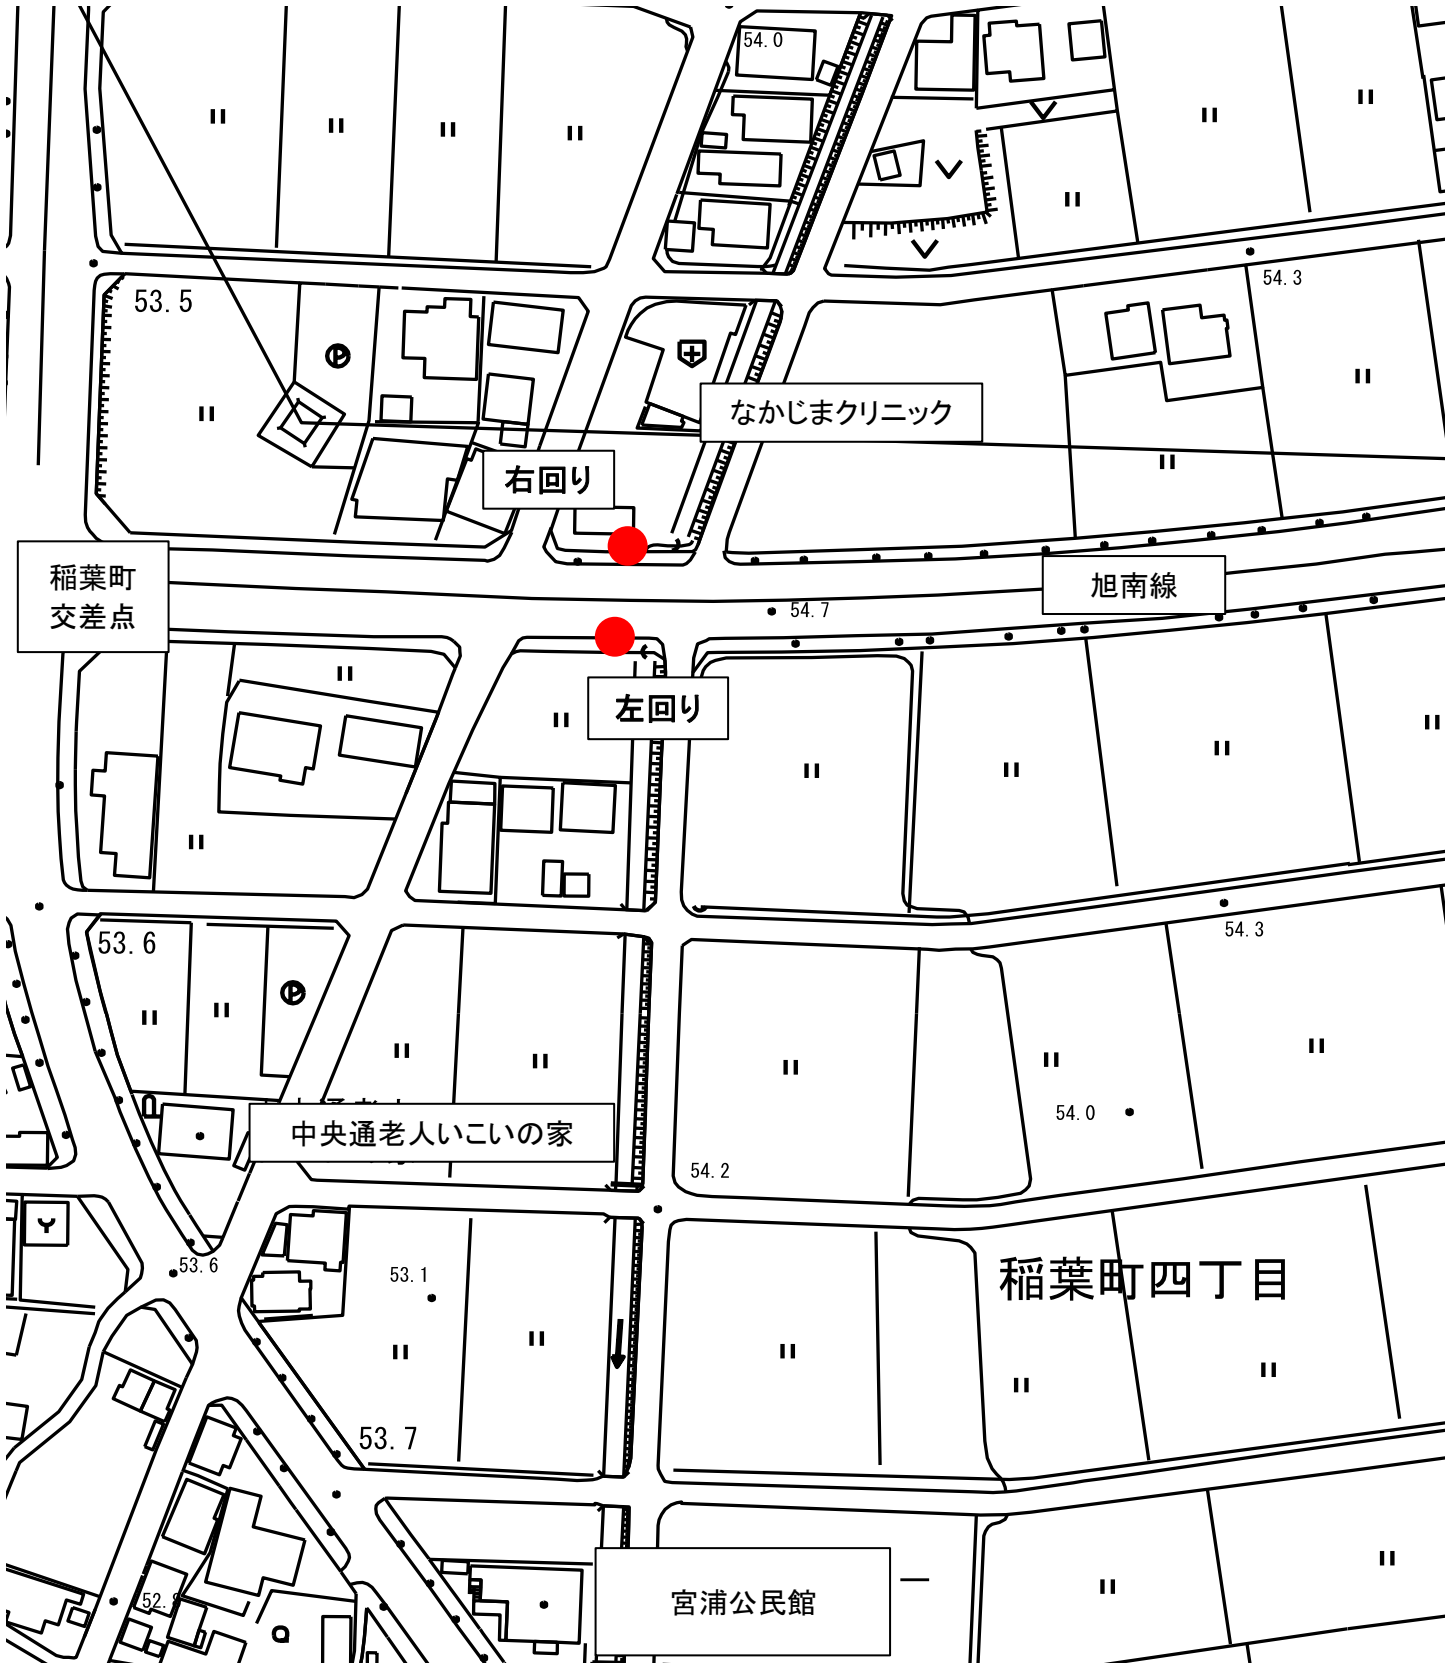 54.0
54.3
53.5
なかじまクリニック
右回り
稲葉町
交差点
旭南線
54.7
左回り
53.6
54.3
54.0
中央通老人いこいの家
54.2
53.6
53.1
稲葉町四丁目
53.7
宮浦公民館